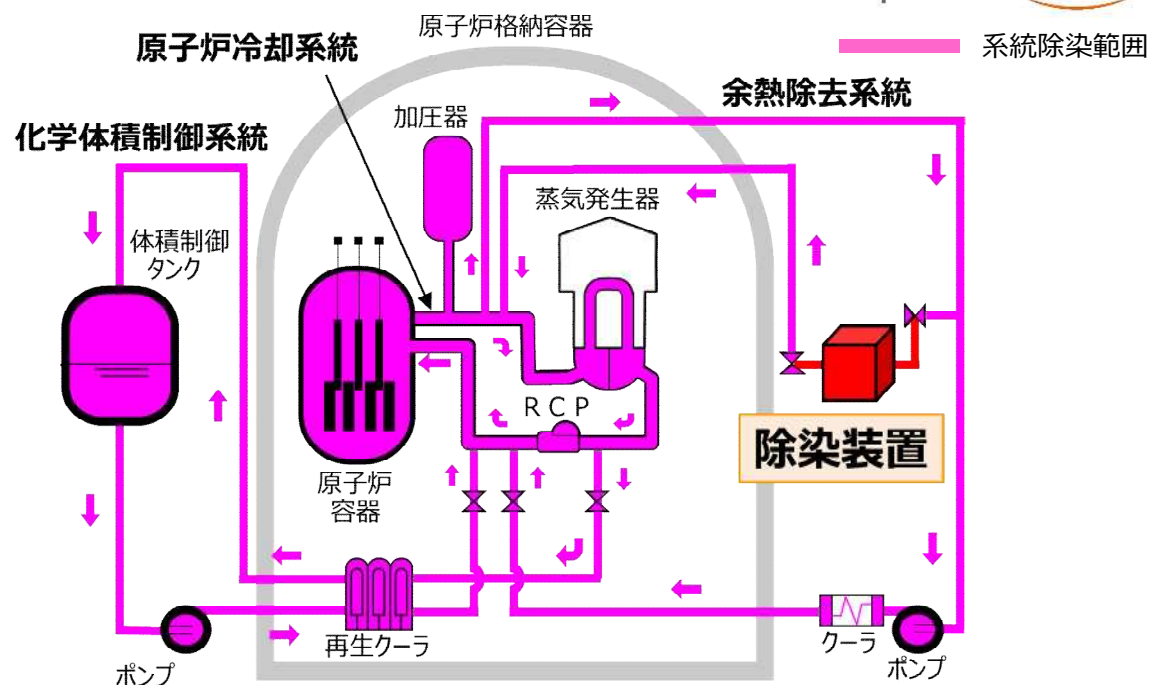 原子炉格納容器
系統除染範囲
原子炉冷却系統
余熱除去系統
加圧器
化学体積制御系統
蒸気発生器
体積制御
タンク
RCP
除染装置
原子炉
容器
再生クーラ
クーラ
ポンプ
ポンプ